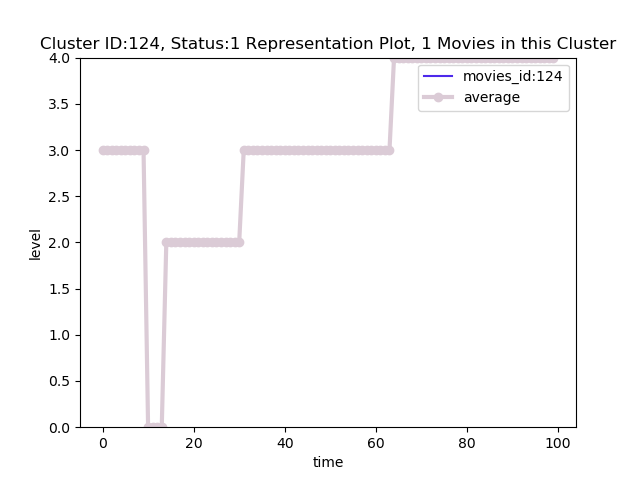 Cluster ID:124, Status:1 Representation Plot, 1 Movies in this Cluster
movies_id:124
average
4.0
3.5
3.0
2.5
2.0
1.5
1.0
0.5
0.0
level
0 20 40 60 80 100
time